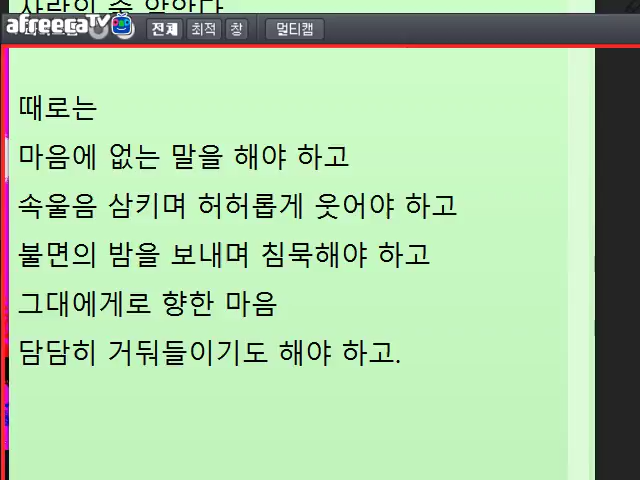 afreecaTV
전체 최적 창 멀티캠
때로는
마음에 없는 말을 해야 하고
속울음 삼키며 허허롭게 웃어야 하고
불면의 밤을 보내며 침묵해야 하고
그대에게로 향한 마음
담담히 거둬들이기도 해야 하고.